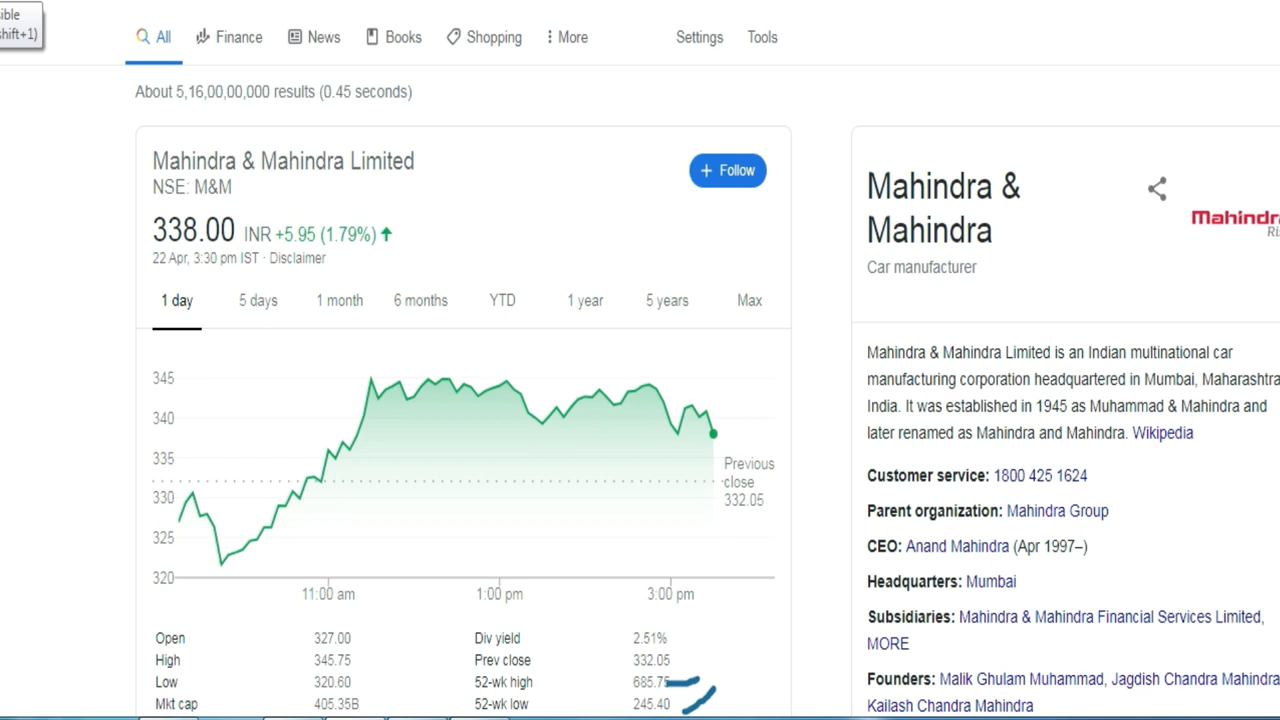 ible
shift+1)
All Finance News Books Shopping More Settings Tools
About 5,16,00,00,000 results (0.45 seconds)
Mahindra & Mahindra Limited
NSE: M&M
+ Follow
338.00 INR +5.95 (1.79%)
22 Apr, 3:30 pm IST · Disclaimer
1 day 5 days 1 month 6 months YTD 1 year 5 years Max
345
340
335
330
325
320
Previous
close
332.05
11:00 am 1:00 pm 3:00 pm
Open 327.00 Div yield 2.51%
High 345.75 Prev close 332.05
Low 320.60 52-wk high 685.75
Mkt cap 405.35B 52-wk low 245.40
Mahindra &
Mahindra
Car manufacturer
Mahindra
Ris
Mahindra & Mahindra Limited is an Indian multinational car
manufacturing corporation headquartered in Mumbai, Maharashtra
India. It was established in 1945 as Muhammad & Mahindra and
later renamed as Mahindra and Mahindra. Wikipedia
Customer service: 1800 425 1624
Parent organization: Mahindra Group
CEO: Anand Mahindra (Apr 1997–)
Headquarters: Mumbai
Subsidiaries: Mahindra & Mahindra Financial Services Limited,
MORE
Founders: Malik Ghulam Muhammad, Jagdish Chandra Mahindra
Kailash Chandra Mahindra